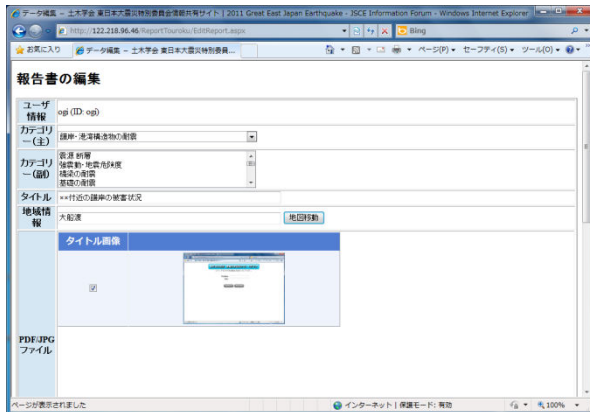 データ編集 - 土木学会 東日本大震災特別委員会情報共有サイト | 2011 Great East Japan Earthquake - JSCE Information Forum - Windows Internet Explorer
http://122.218.96.46/ReportTouroku/EditReport.aspx
Bing
お気に入り
データ編集 - 土木学会 東日本大震災特別委員...
ページ(P)
セーフティ(S)
ツール(O)
報告書の編集
ユーザ情報
ogi (ID: ogi)
カテゴリー(主)
護岸・港湾構造物の耐震
カテゴリー(副)
震源 断層
強震動・地震危険度
橋梁の耐震
基礎の耐震
タイトル
××付近の護岸の被害状況
地域情報
大船渡
地図移動
タイトル画像
PDF/JPG
ファイル
ページが表示されました
インターネット | 保護モード: 有効
100%